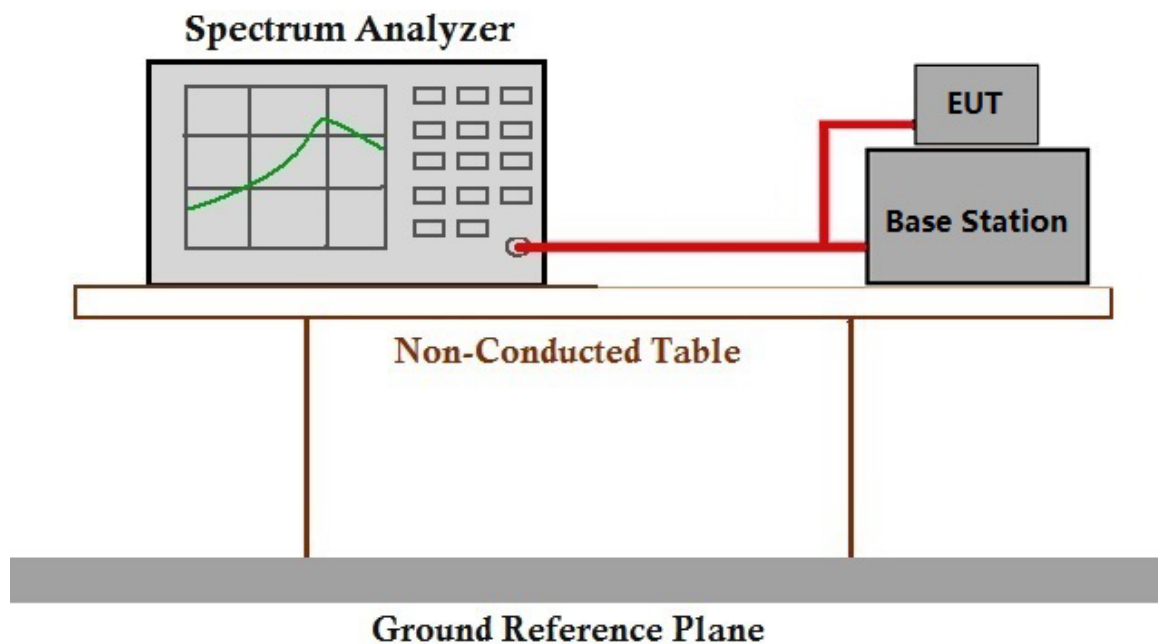 Spectrum Analyzer
EUT
Base Station
Non-Conducted Table
Ground Reference Plane